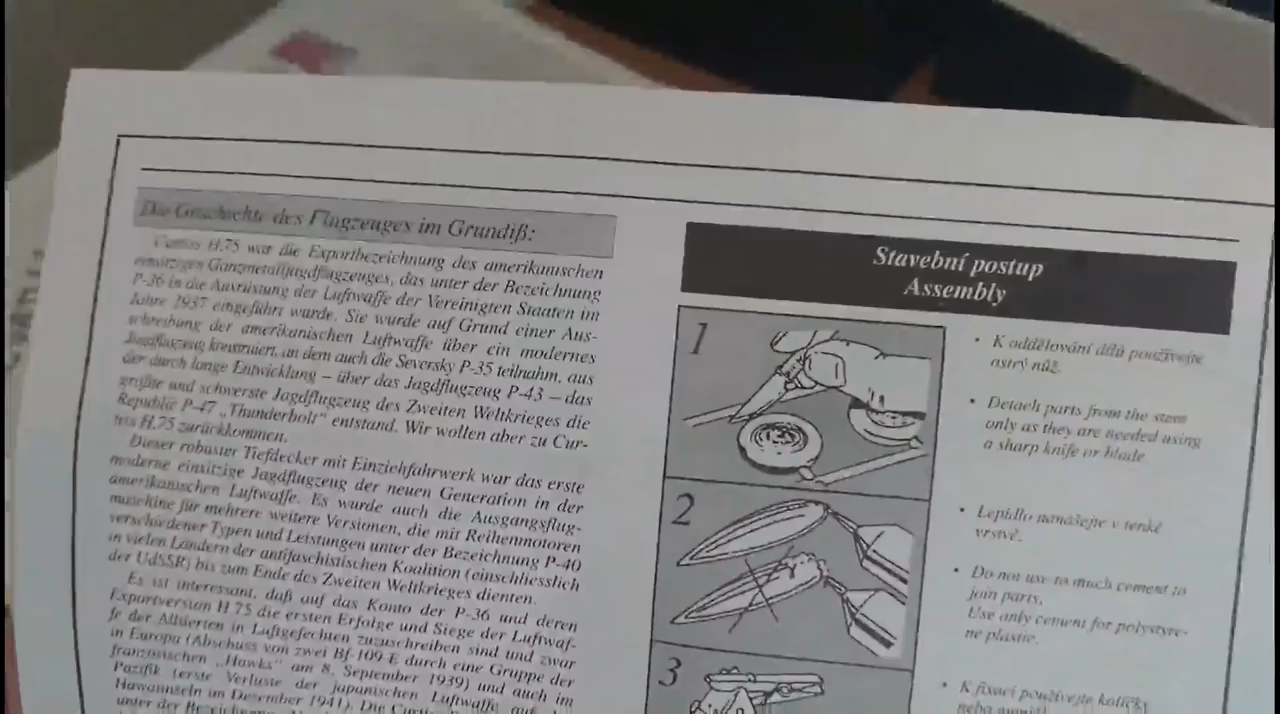 Die Geschichte des Flugzeuges im Grundiß:
Curtiss H.75 war die Exportbezeichnung des amerikanischen
einsitzigen Ganzmetalljagdflugzeuges, das unter der Bezeichnung
P-36 in die Ausrüstung der Luftwaffe der Vereinigten Staaten im
Jahre 1937 eingeführt wurde. Sie wurde auf Grund einer Aus-
schreibung der amerikanischen Luftwaffe über ein modernes
Jagdflugzeug konstruiert, an dem auch die Seversky P-35 teilnahm, aus
der durch lange Entwicklung – über das Jagdflugzeug P-43 – das
größte und schwerste Jagdflugzeug des Zweiten Weltkrieges die
Republic P-47 „Thunderbolt" entstand. Wir wollen aber zu Cur-
tiss H.75 zurückkommen.
Dieser robuster Tiefdecker mit Einziehfahrwerk war das erste
moderne einsitzige Jagdflugzeug der neuen Generation in der
amerikanischen Luftwaffe. Es wurde auch die Ausgangsflug-
maschine für mehrere weitere Versionen, die mit Reihenmotoren
verschiedener Typen und Leistungen unter der Bezeichnung P-40
in vielen Ländern der antifaschistischen Koalition (einschliesslich
der UdSSR) bis zum Ende des Zweiten Weltkrieges dienten.
Es ist interessant, daß auf das Konto der P-36 und deren
Exportversion H 75 die ersten Erfolge und Siege der Luftwaf-
fe der Alliierten in Luftgefechten zuzuschreiben sind und zwar
in Europa (Abschuss von zwei Bf-109 E durch eine Gruppe der
französischen „Hawks" am 8. September 1939) und auch im
Pazifik (erste Verluste der japanischen Luftwaffe auf den
Hawaiinseln im Dezember 1941). Die
unter der
Stavební postup
Assembly
1
• K oddělování dílů používejte
ostrý nůž.
• Detach parts from the stem
only as they are needed using
a sharp knife or blade
2
• Lepidlo nanášejte v tenké
vrstvě.
• Do not use to much cement to
join parts.
Use only cement for polystyre-
ne plastic.
3
• K fixaci používejte kolíčky
nebo